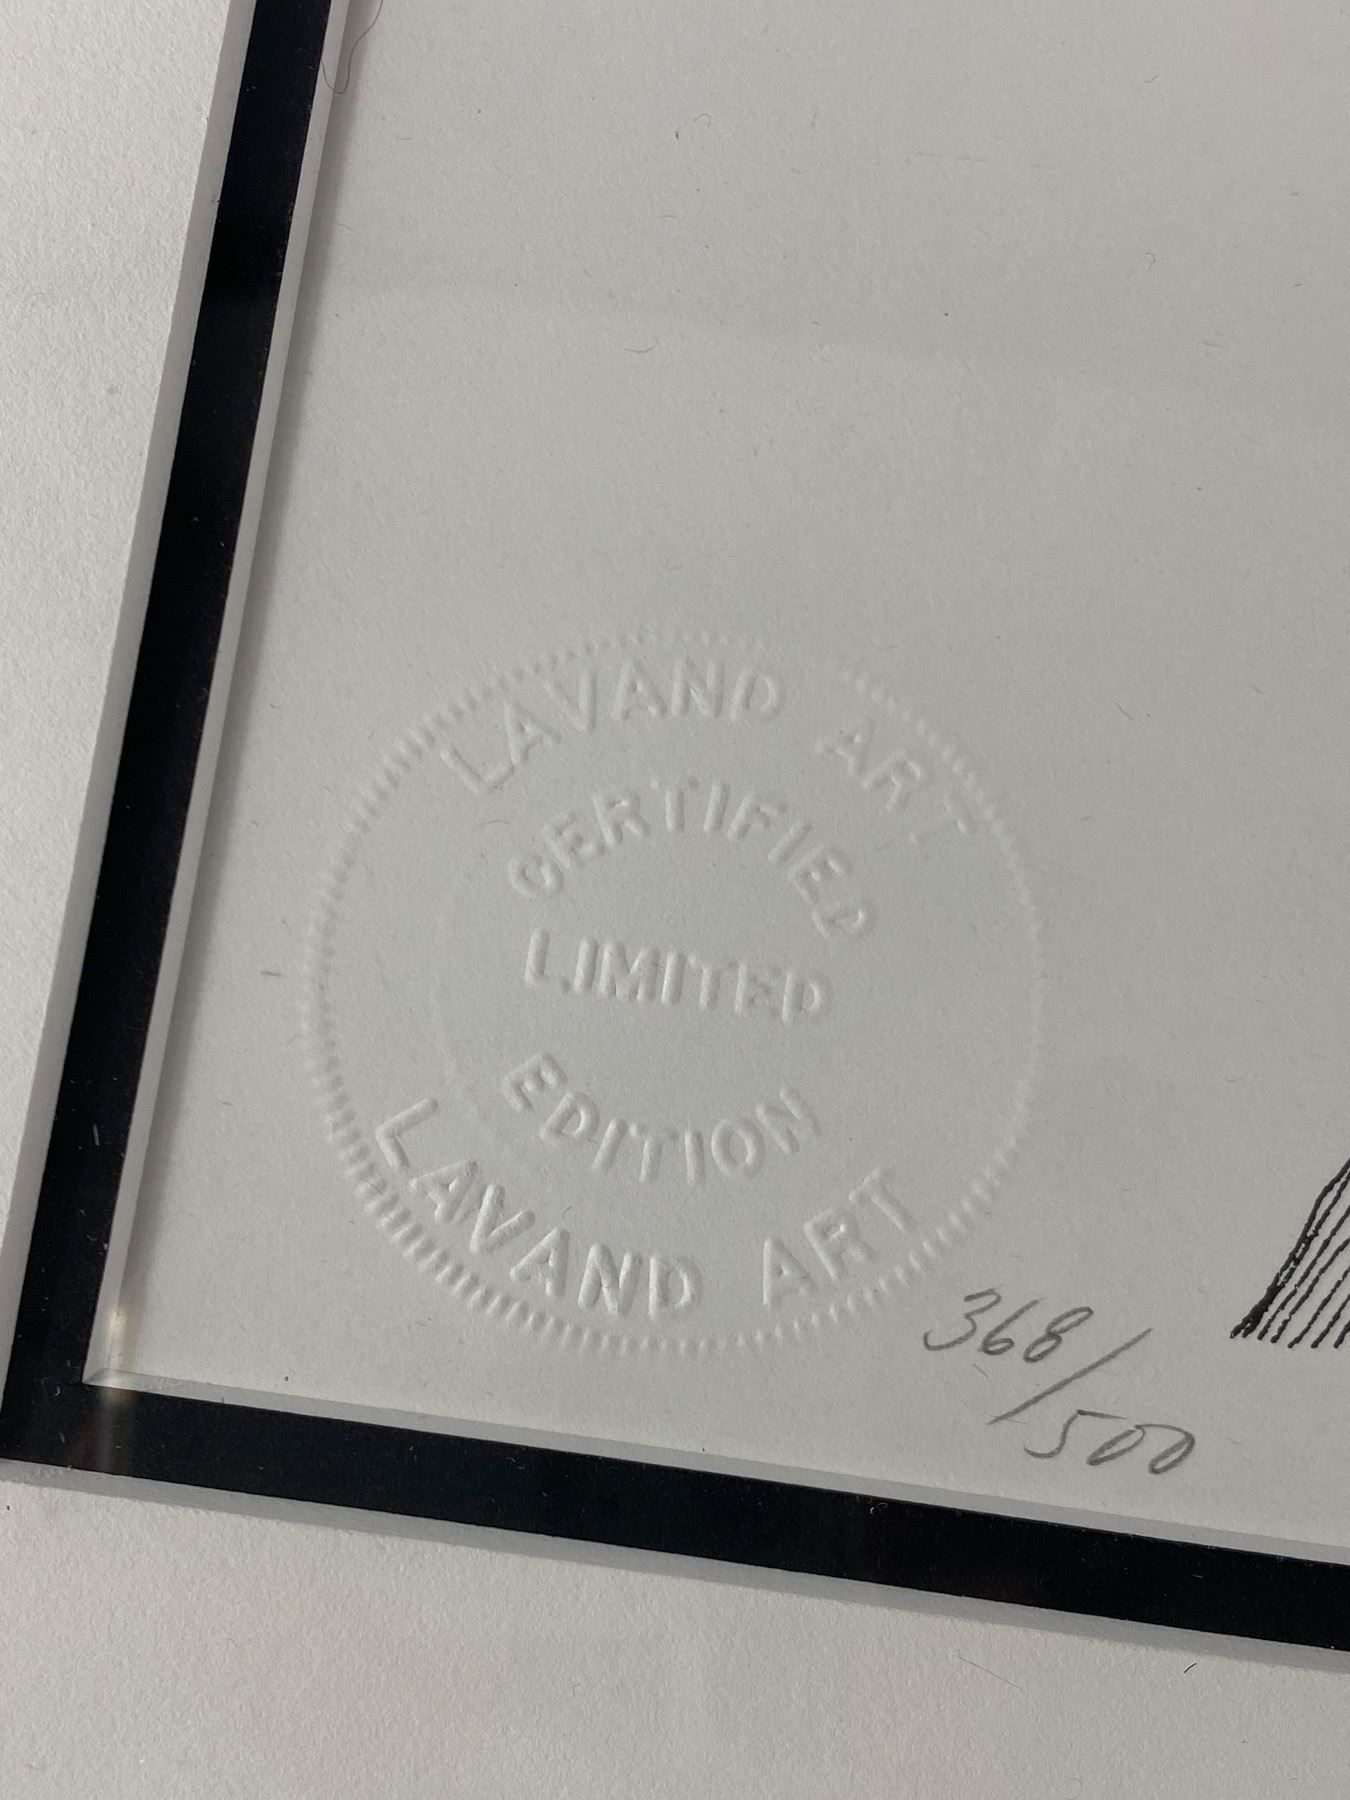 LAVAND ART
CERTIFIED
LIMITED
EDITION
LAVAND ART
368/500